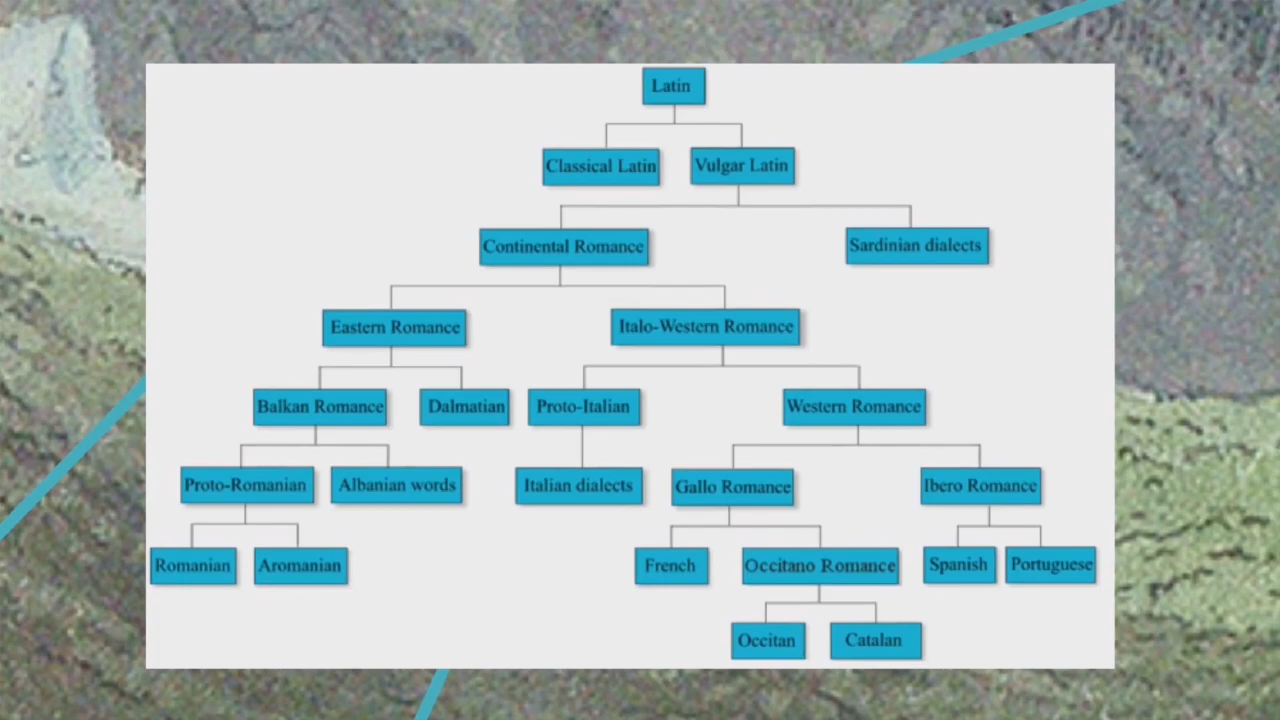 Latin
Classical Latin
Vulgar Latin
Continental Romance
Sardinian dialects
Eastern Romance
Italo-Western Romance
Balkan Romance
Dalmatian
Proto-Italian
Western Romance
Proto-Romanian
Albanian words
Italian dialects
Gallo Romance
Ibero Romance
Romanian
Aromanian
French
Occitano Romance
Spanish
Portuguese
Occitan
Catalan